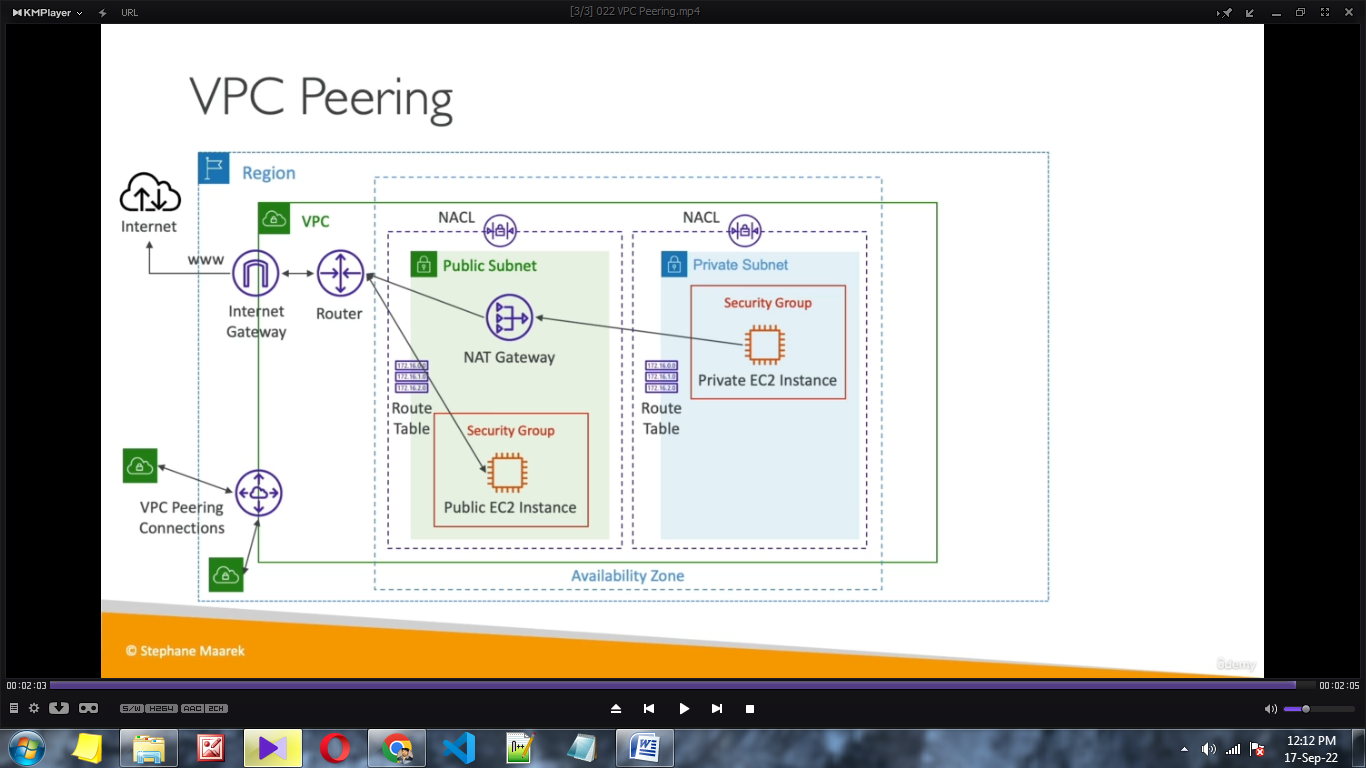 KMPlayer
URL
[3/3] 022 VPC Peering.mp4
VPC Peering
Region
Internet
VPC
NACL
NACL
www
Public Subnet
Private Subnet
Security Group
Internet
Gateway
Router
NAT Gateway
Private EC2 Instance
172.16.0.0
172.16.1.0
172.16.2.0
172.16.0.0
172.16.1.0
172.16.2.0
Route
Table
Route
Table
Security Group
Public EC2 Instance
VPC Peering
Connections
Availability Zone
© Stephane Maarek
ûdemy
00:02:03
00:02:05
S/W H264 AAC 2CH
12:12 PM
17-Sep-22